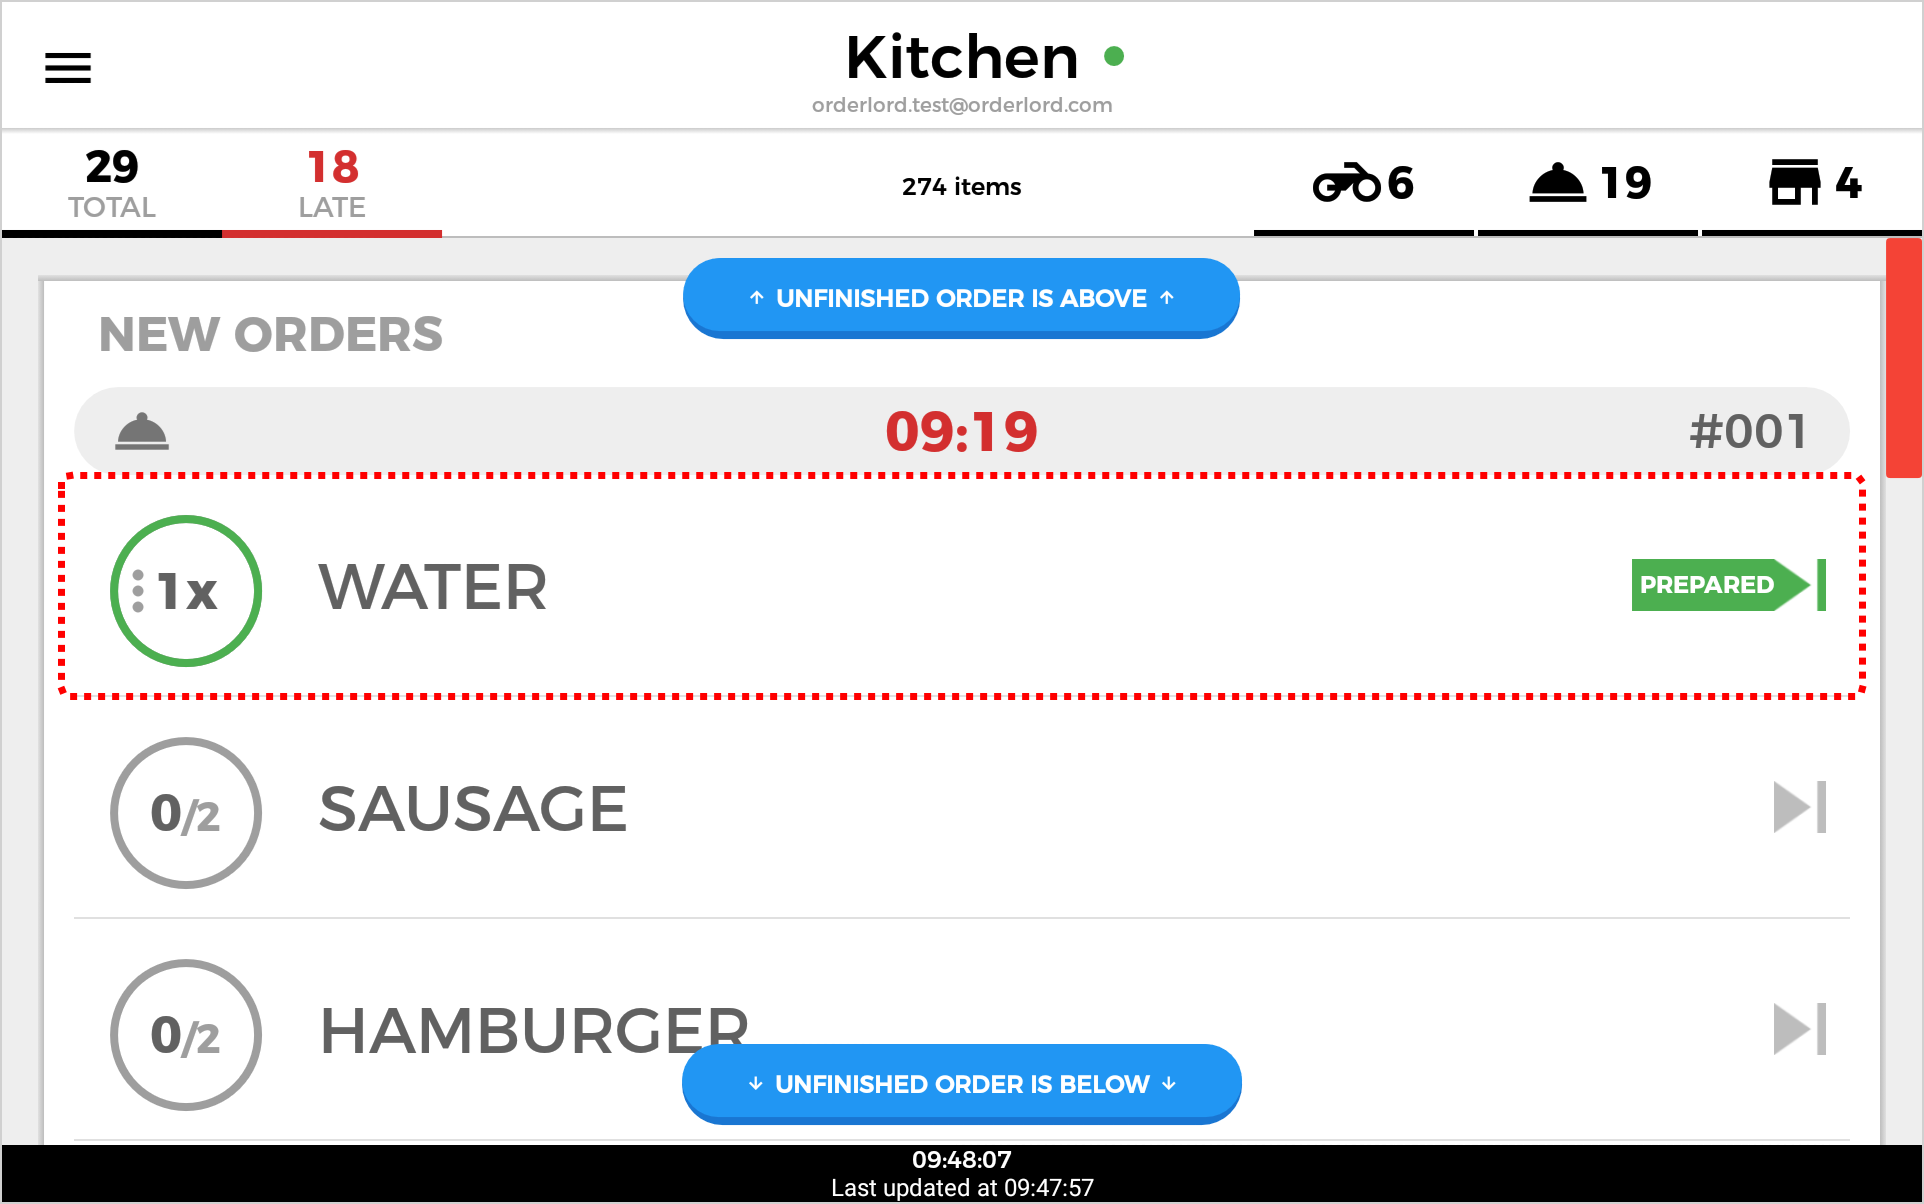 Kitchen
orderlord.test@orderlord.com
29
TOTAL
18
LATE
274 items
6
19
4
↑ UNFINISHED ORDER IS ABOVE ↑
NEW ORDERS
09:19
#001
1x
WATER
PREPARED
0/2
SAUSAGE
0/2
HAMBURGER
↓ UNFINISHED ORDER IS BELOW ↓
09:48:07
Last updated at 09:47:57